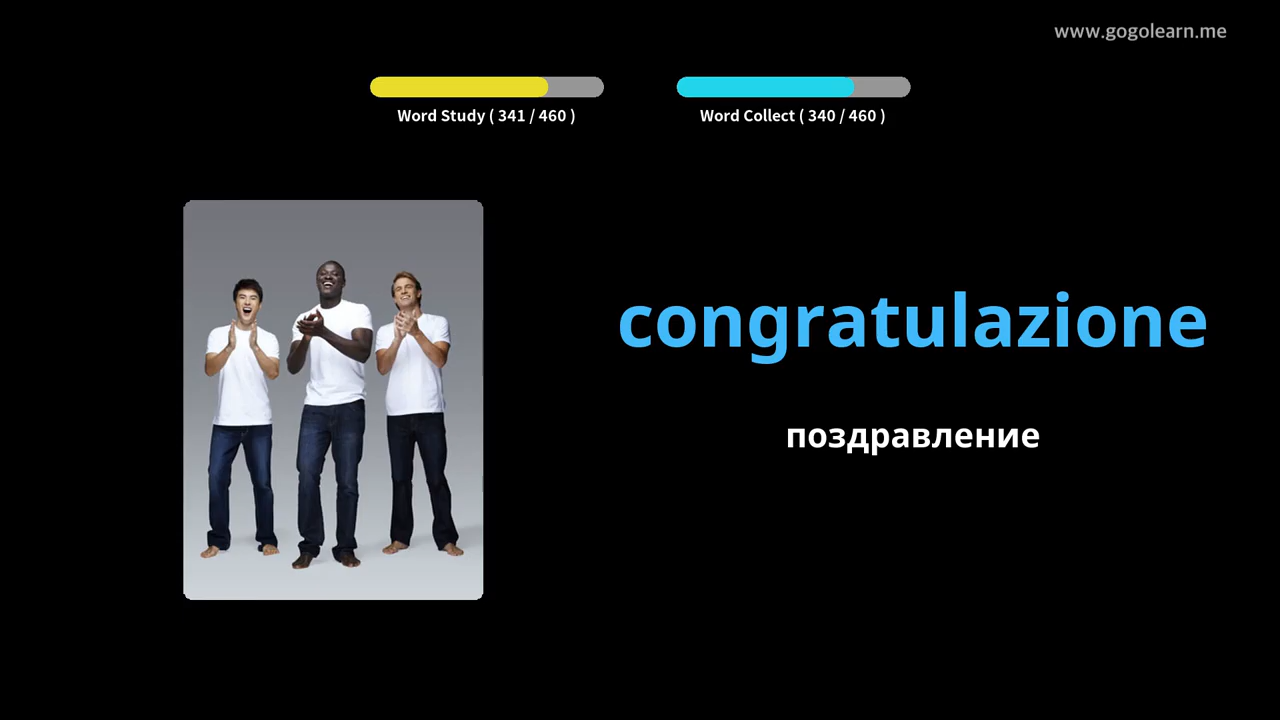 www.gogolearn.me
Word Study ( 341 / 460 )
Word Collect ( 340 / 460 )
congratulazione
поздравление